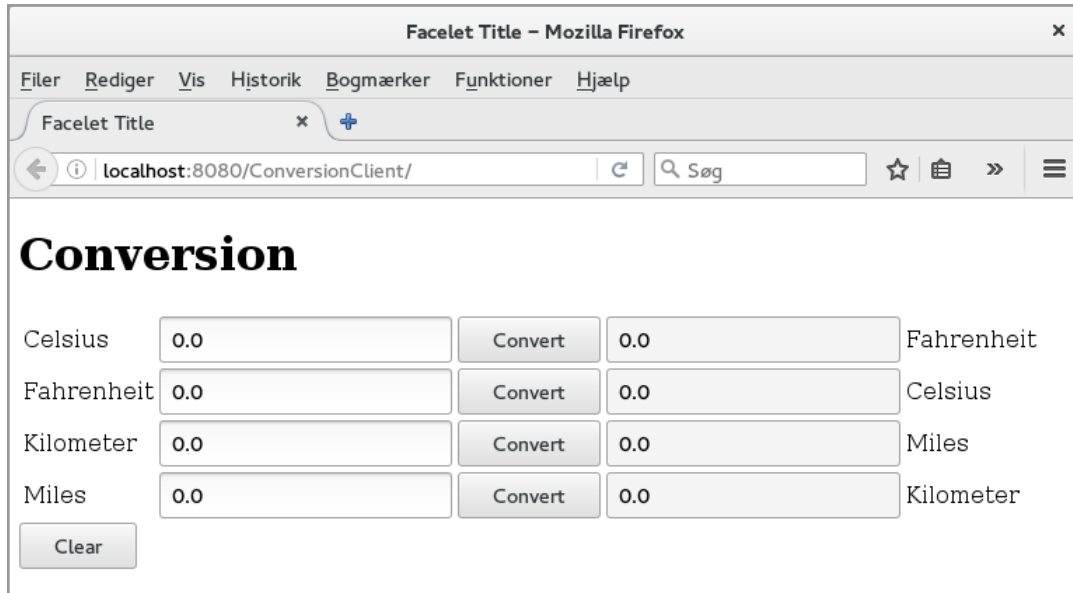 Facelet Title – Mozilla Firefox
Filer Rediger Vis Historik Bogmærker Funktioner Hjælp
Facelet Title
localhost:8080/ConversionClient/ Søg
Conversion
Celsius 0.0 Convert 0.0 Fahrenheit
Fahrenheit 0.0 Convert 0.0 Celsius
Kilometer 0.0 Convert 0.0 Miles
Miles 0.0 Convert 0.0 Kilometer
Clear